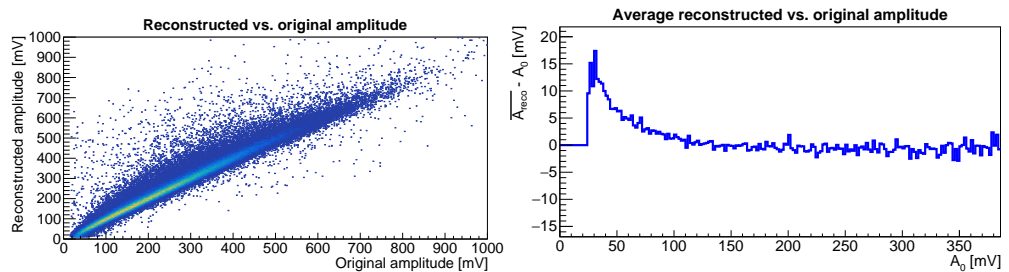 Reconstructed vs. original amplitude
Reconstructed amplitude [mV]
1000
900
800
700
600
500
400
300
200
100
0
0 100 200 300 400 500 600 700 800 900 1000
Original amplitude [mV]
Average reconstructed vs. original amplitude
A_reco - A_0 [mV]
20
15
10
5
0
−5
−10
−15
0 50 100 150 200 250 300 350
A_0 [mV]